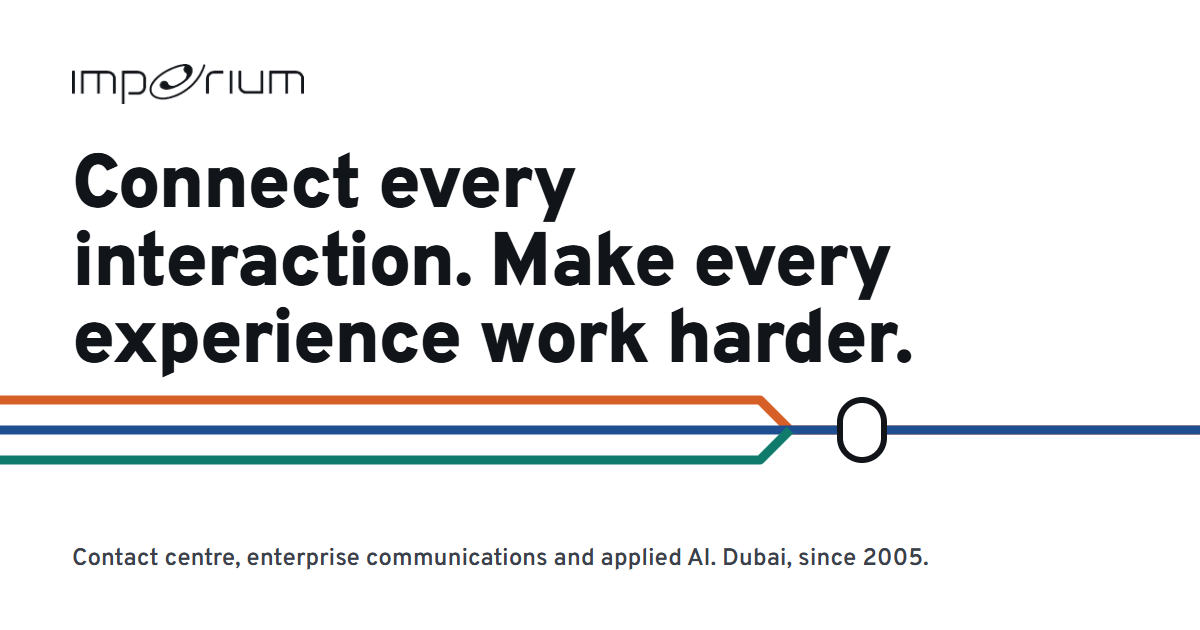 imperium
Connect every
interaction. Make every
experience work harder.
Contact centre, enterprise communications and applied AI. Dubai, since 2005.